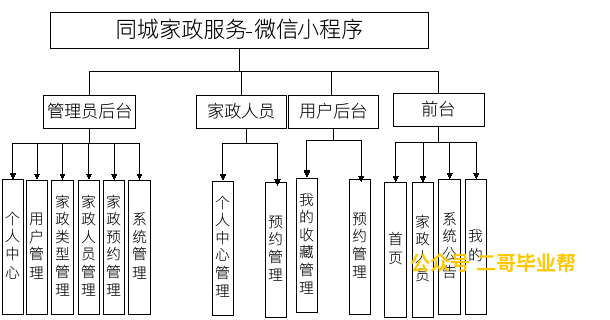 同城家政服务-微信小程序
管理员后台
家政人员
用户后台
前台
个人中心
用户管理
家政类型管理
家政人员管理
家政预约管理
系统管理
个人中心管理
预约管理
我的收藏管理
预约管理
首页
家政人员
系统公告
我的
公众号·二哥毕业帮